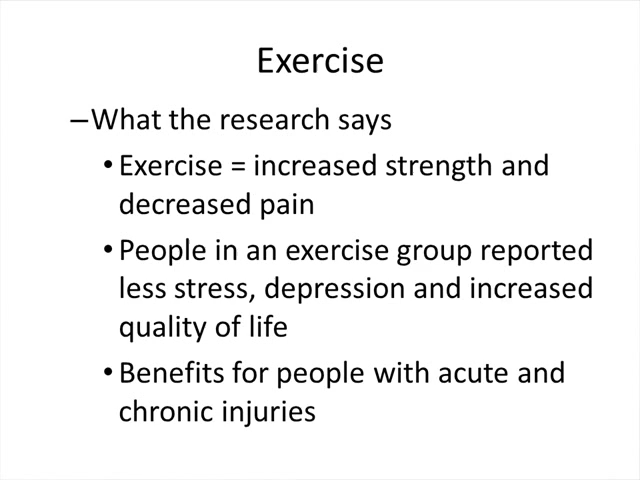 Exercise
–What the research says
•Exercise = increased strength and
decreased pain
•People in an exercise group reported
less stress, depression and increased
quality of life
•Benefits for people with acute and
chronic injuries